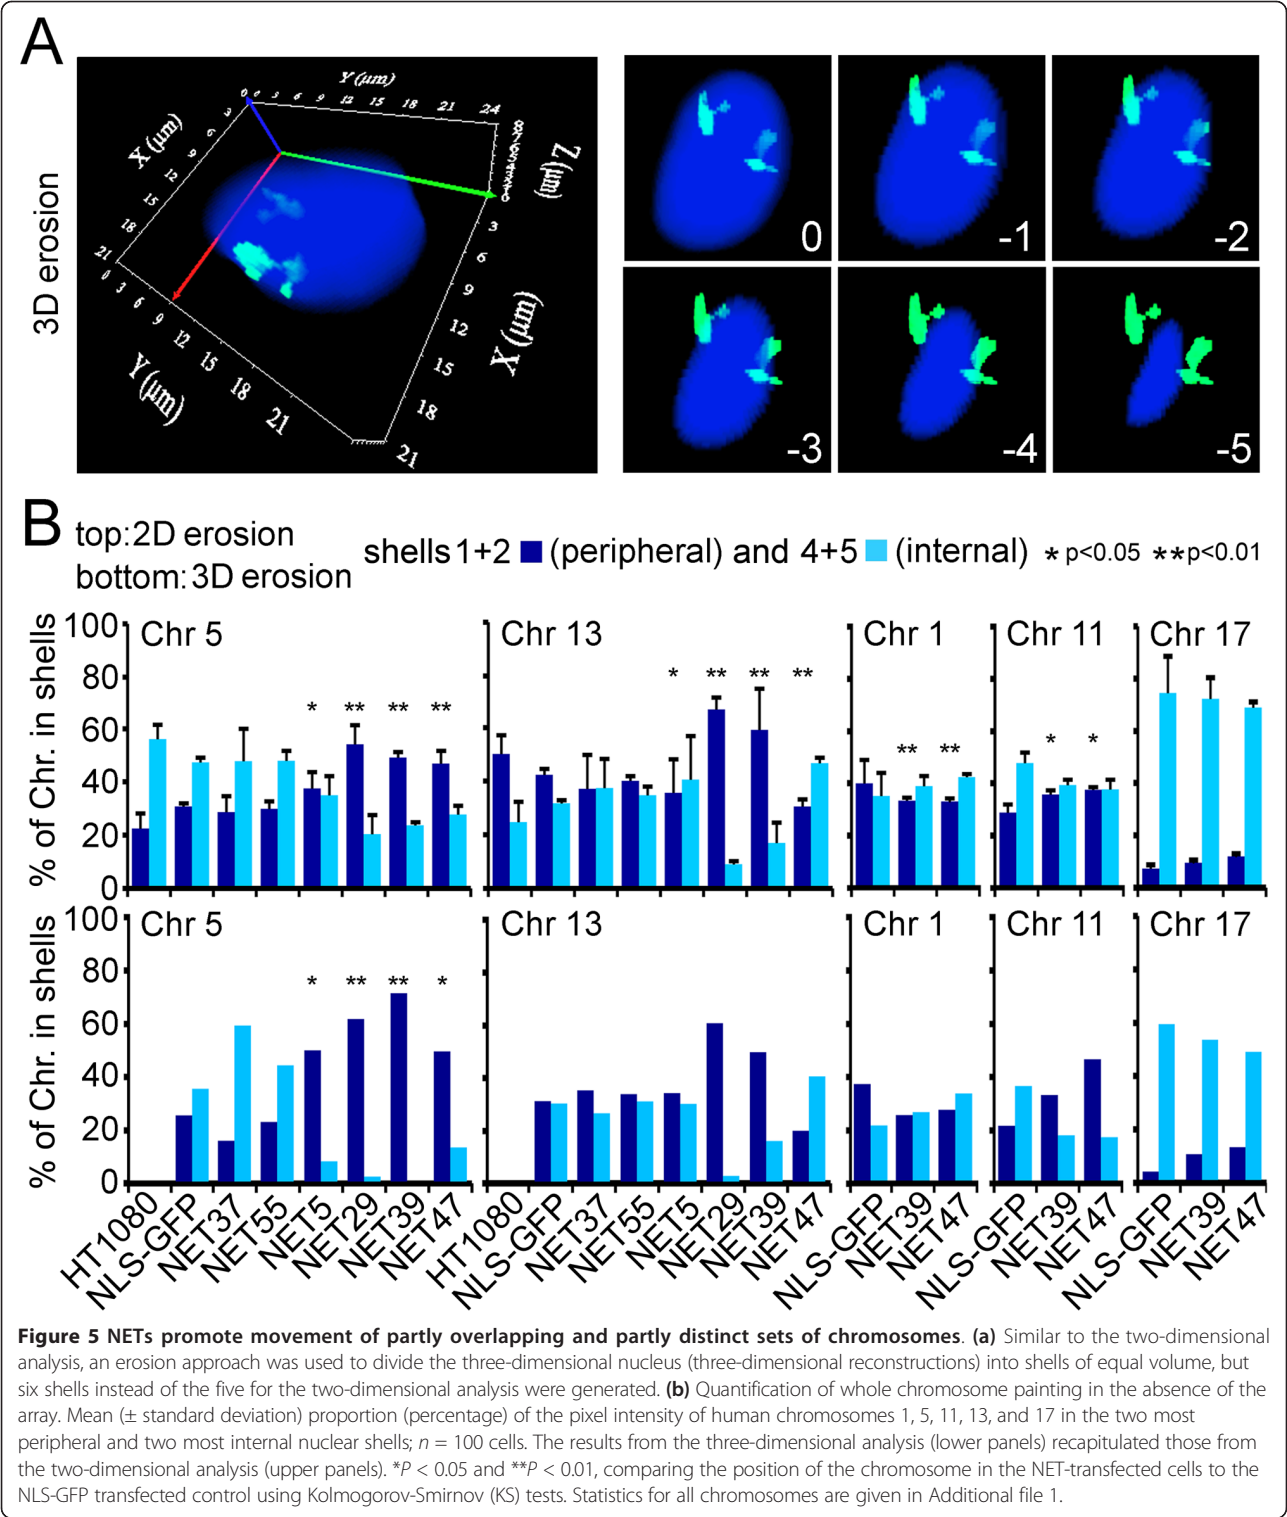 A
3D erosion
Y (μm)
0 0 3 6 9 12 15 18 21 24
X (μm)
3 6 9 12 15 18 21
Z (μm)
0 3 6 9 12 15 18 21
Y (μm)
3 6 9 12 15 18 21
X (μm)
0
-1
-2
-3
-4
-5
B
top: 2D erosion
bottom: 3D erosion
shells 1+2 (peripheral) and 4+5 (internal) * p<0.05 **p<0.01
% of Chr. in shells
100
80
60
40
20
0
Chr 5
* ** ** **
Chr 13
* ** ** **
Chr 1
** **
Chr 11
* *
Chr 17
% of Chr. in shells
100
80
60
40
20
0
Chr 5
* ** ** *
Chr 13
Chr 1
Chr 11
Chr 17
HT1080
NLS-GFP
NET37
NET55
NET5
NET29
NET39
NET47
HT1080
NLS-GFP
NET37
NET55
NET5
NET29
NET39
NET47
NLS-GFP
NET39
NET47
NLS-GFP
NET39
NET47
NLS-GFP
NET39
NET47
Figure 5 NETs promote movement of partly overlapping and partly distinct sets of chromosomes. (a) Similar to the two-dimensional
analysis, an erosion approach was used to divide the three-dimensional nucleus (three-dimensional reconstructions) into shells of equal volume, but
six shells instead of the five for the two-dimensional analysis were generated. (b) Quantification of whole chromosome painting in the absence of the
array. Mean (± standard deviation) proportion (percentage) of the pixel intensity of human chromosomes 1, 5, 11, 13, and 17 in the two most
peripheral and two most internal nuclear shells; n = 100 cells. The results from the three-dimensional analysis (lower panels) recapitulated those from
the two-dimensional analysis (upper panels). *P < 0.05 and **P < 0.01, comparing the position of the chromosome in the NET-transfected cells to the
NLS-GFP transfected control using Kolmogorov-Smirnov (KS) tests. Statistics for all chromosomes are given in Additional file 1.